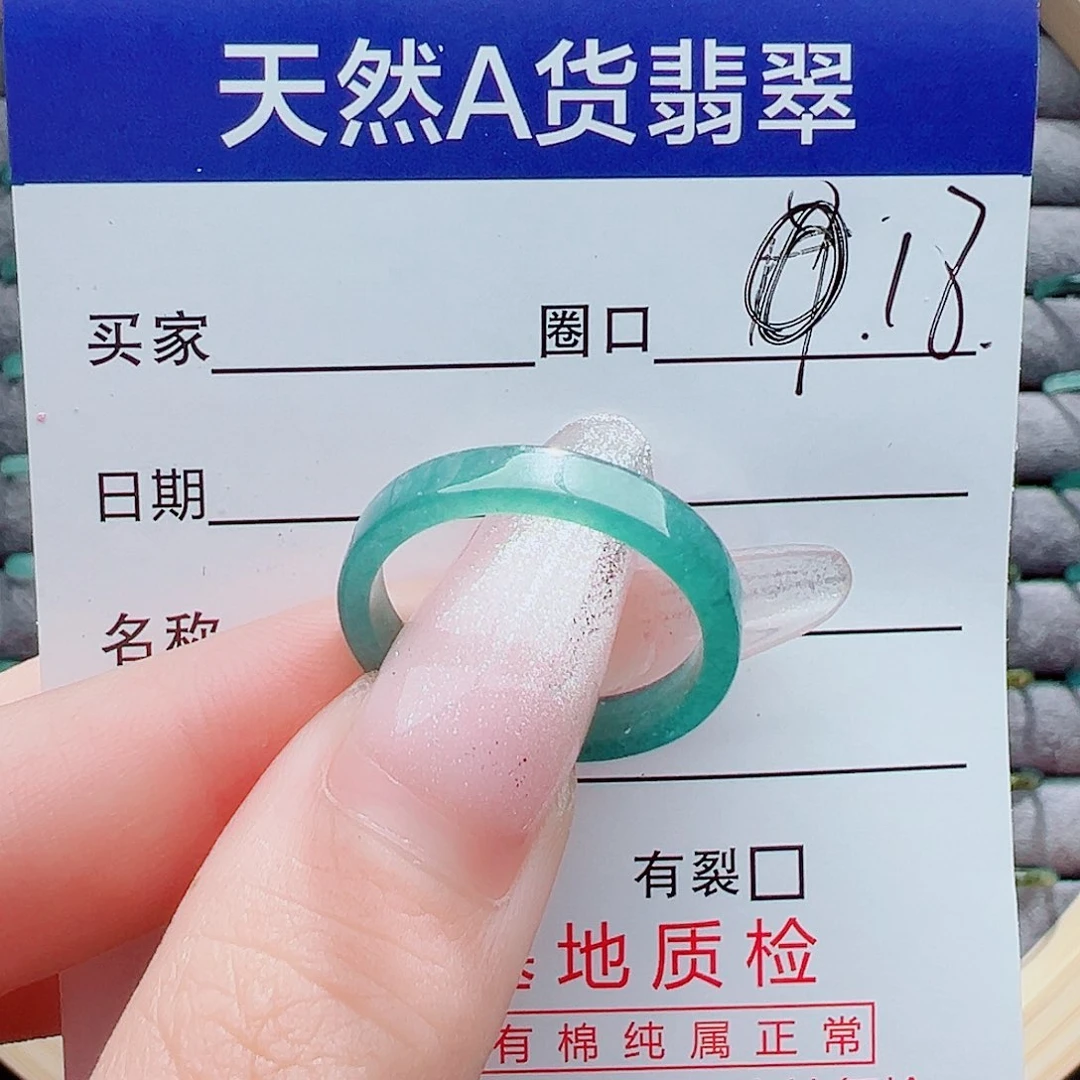 天然A货翡翠
买家 圈口
日期
名称
有裂□
地质检
有棉纯属正常